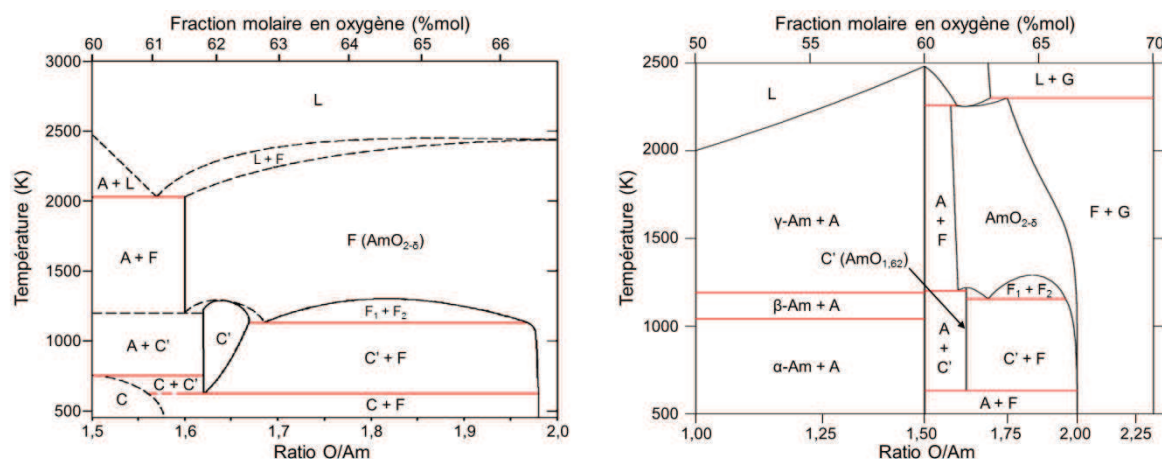 Fraction molaire en oxygène (%mol)
60 61 62 63 64 65 66
3000
2500
2000
1500
1000
500
Température (K)
L
L + F
A + L
A + F
F (AmO2-δ)
C'
F1 + F2
A + C'
C' + F
C + C'
C
C + F
1,5 1,6 1,7 1,8 1,9 2,0
Ratio O/Am
Fraction molaire en oxygène (%mol)
50 55 60 65 70
2500
2000
1500
1000
500
Température (K)
L
L + G
A + F
AmO2-δ
F + G
γ-Am + A
C' (AmO1,62)
β-Am + A
F1 + F2
A + C'
C' + F
α-Am + A
A + F
1,00 1,25 1,50 1,75 2,00 2,25
Ratio O/Am